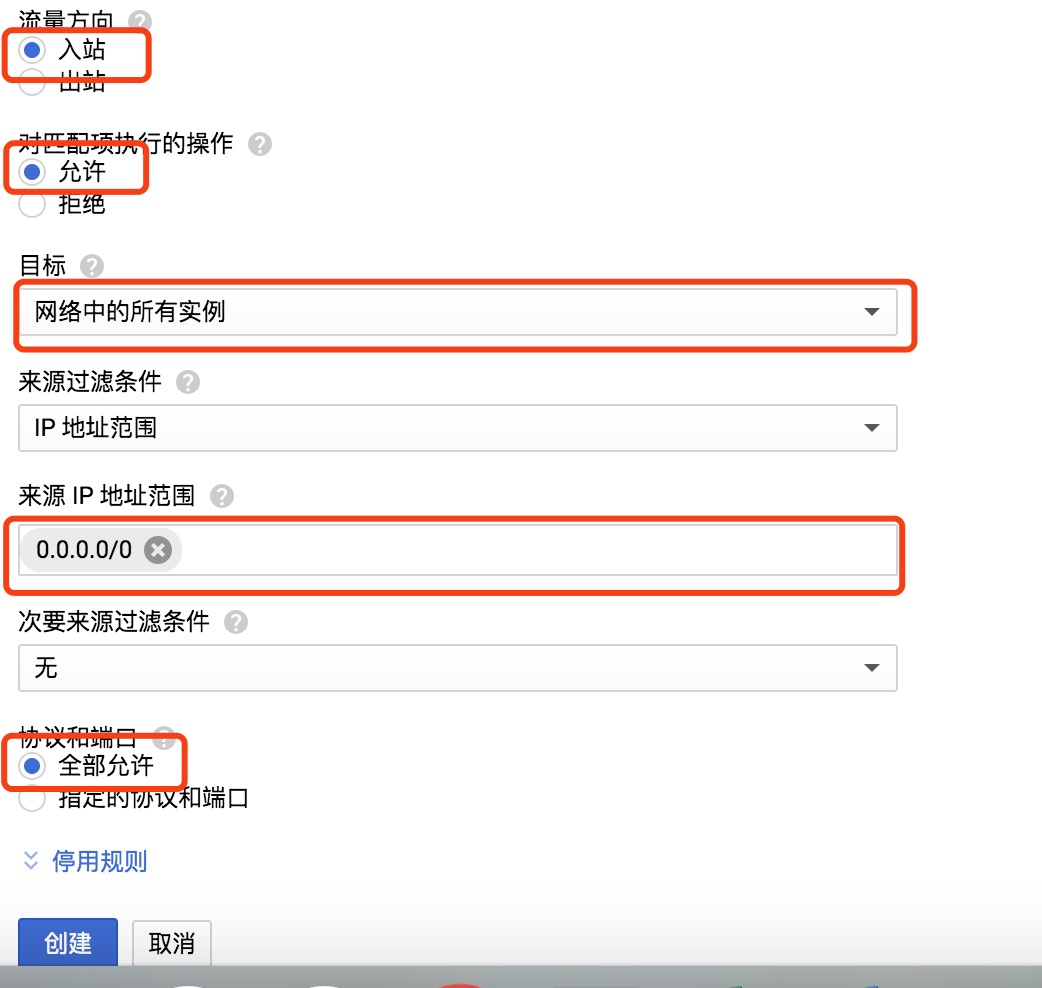 流量方向
入站
出站
对匹配项执行的操作
允许
拒绝
目标
网络中的所有实例
来源过滤条件
IP 地址范围
来源 IP 地址范围
0.0.0.0/0
次要来源过滤条件
无
协议和端口
全部允许
指定的协议和端口
停用规则
创建 取消